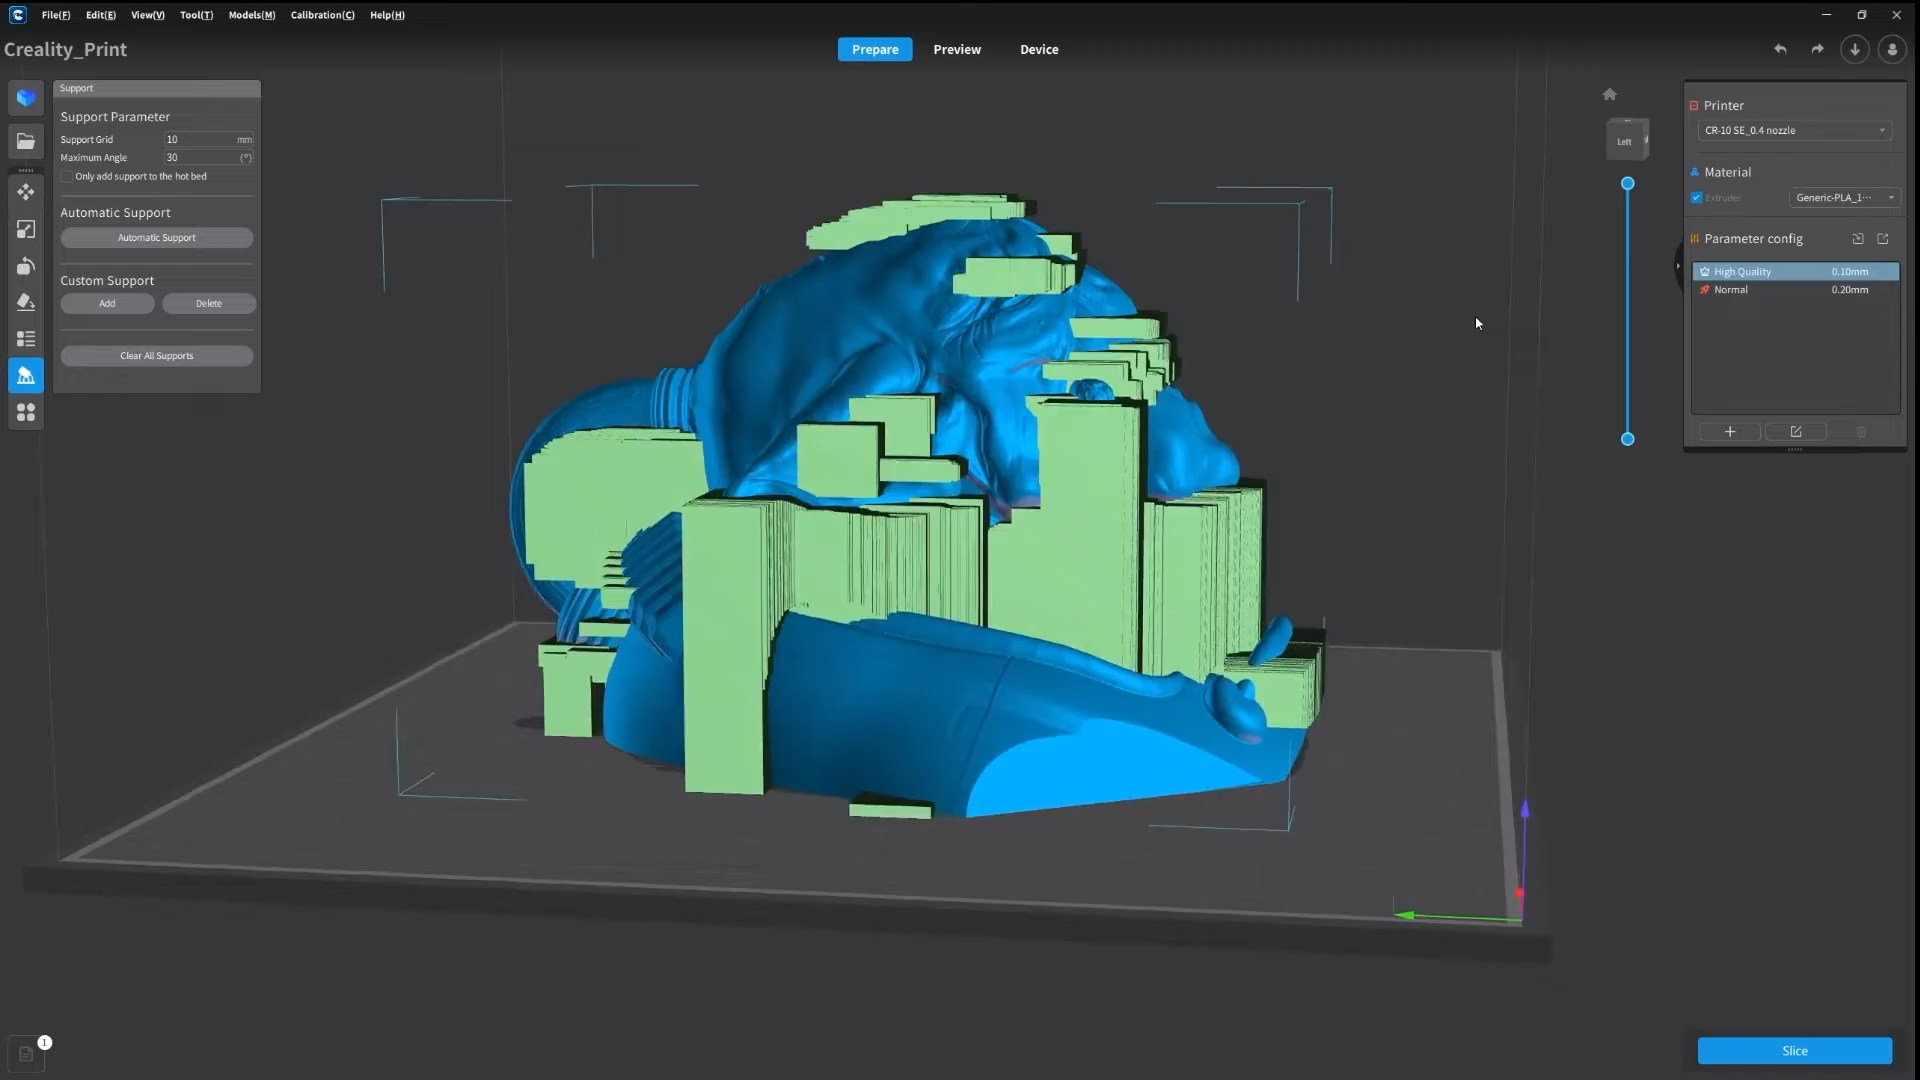 File(F) Edit(E) View(V) Tool(T) Models(M) Calibration(C) Help(H)
Creality_Print
Prepare Preview Device
Support
Support Parameter
Support Grid 10 mm
Maximum Angle 30 (°)
Only add support to the hot bed
Automatic Support
Automatic Support
Custom Support
Add Delete
Clear All Supports
Left
Printer
CR-10 SE_0.4 nozzle
Material
Extruder Generic-PLA_1···
Parameter config
High Quality 0.10mm
Normal 0.20mm
1
Slice